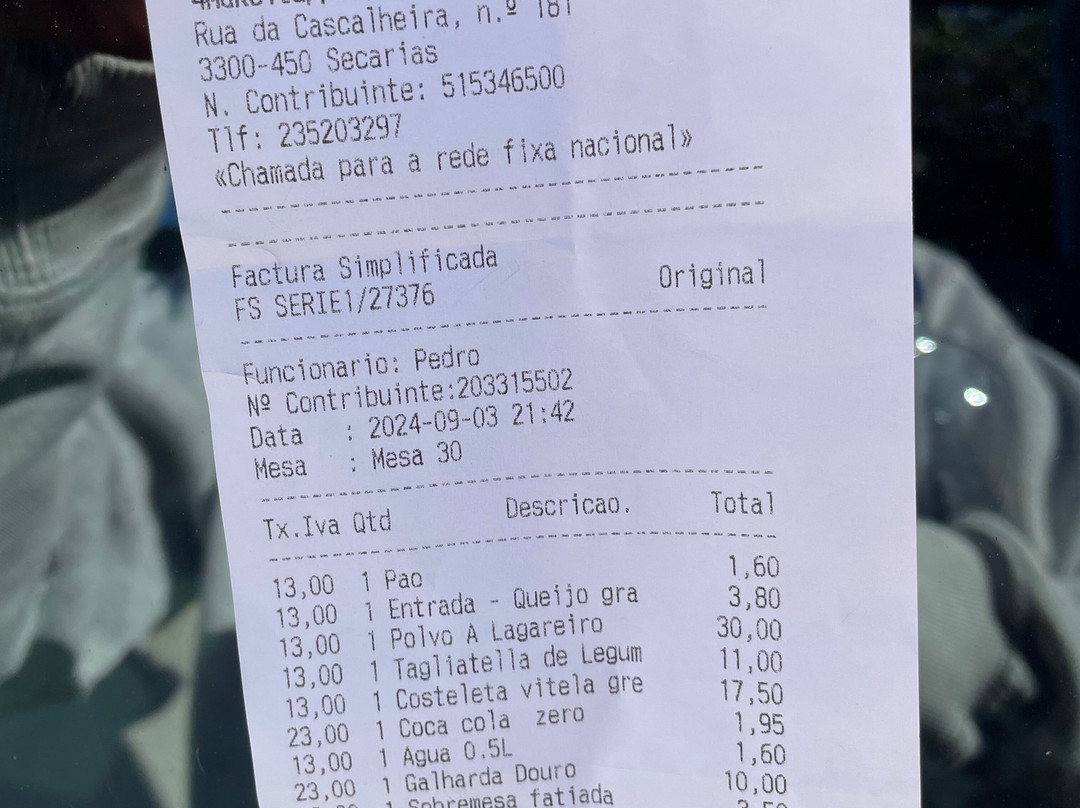 Rua da Cascalheira, n.º 181
3300-450 Secarias
N. Contribuinte: 515346500
Tlf: 235203297
«Chamada para a rede fixa nacional»
Factura Simplificada
FS SERIE1/27376 Original
Funcionario: Pedro
Nº Contribuinte:203315502
Data : 2024-09-03 21:42
Mesa : Mesa 30
Tx.Iva Qtd Descricao. Total
13,00 1 Pao 1,60
13,00 1 Entrada - Queijo gra 3,80
13,00 1 Polvo A Lagareiro 30,00
13,00 1 Tagliatella de Legum 11,00
13,00 1 Costeleta vitela gre 17,50
23,00 1 Coca cola zero 1,95
13,00 1 Agua 0.5L 1,60
23,00 1 Galharda Douro 10,00
1 Sobremesa fatiada